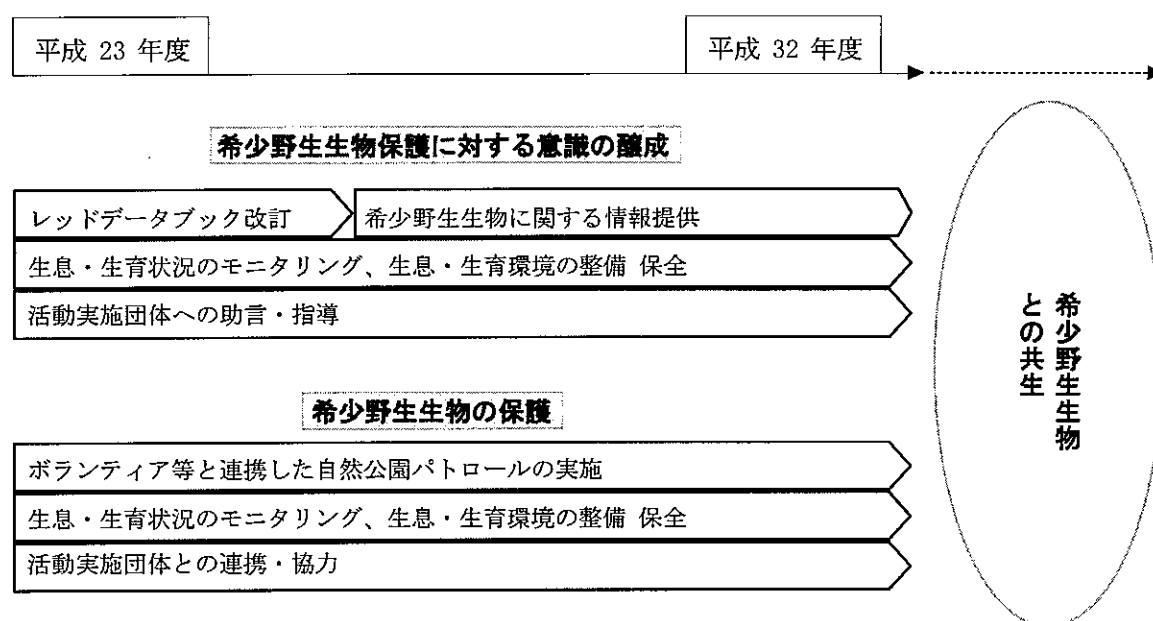 平成 23 年度
平成 32 年度
希少野生生物保護に対する意識の醸成
レッドデータブック改訂
希少野生生物に関する情報提供
生息・生育状況のモニタリング、生息・生育環境の整備 保全
活動実施団体への助言・指導
希少野生生物の保護
ボランティア等と連携した自然公園パトロールの実施
生息・生育状況のモニタリング、生息・生育環境の整備 保全
活動実施団体との連携・協力
希少野生生物
との共生